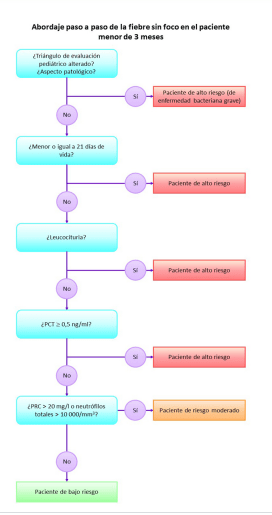 Abordaje paso a paso de la fiebre sin foco en el paciente
menor de 3 meses
¿Triángulo de evaluación
pediátrico alterado?
¿Aspecto patológico?
Sí
Paciente de alto riesgo (de
enfermedad bacteriana grave)
No
¿Menor o igual a 21 días de
vida?
Sí
Paciente de alto riesgo
No
¿Leucocituria?
Sí
Paciente de alto riesgo
No
¿PCT ≥ 0,5 ng/ml?
Sí
Paciente de alto riesgo
No
¿PRC > 20 mg/l o neutrófilos
totales > 10 000/mm³?
Sí
Paciente de riesgo moderado
No
Paciente de bajo riesgo